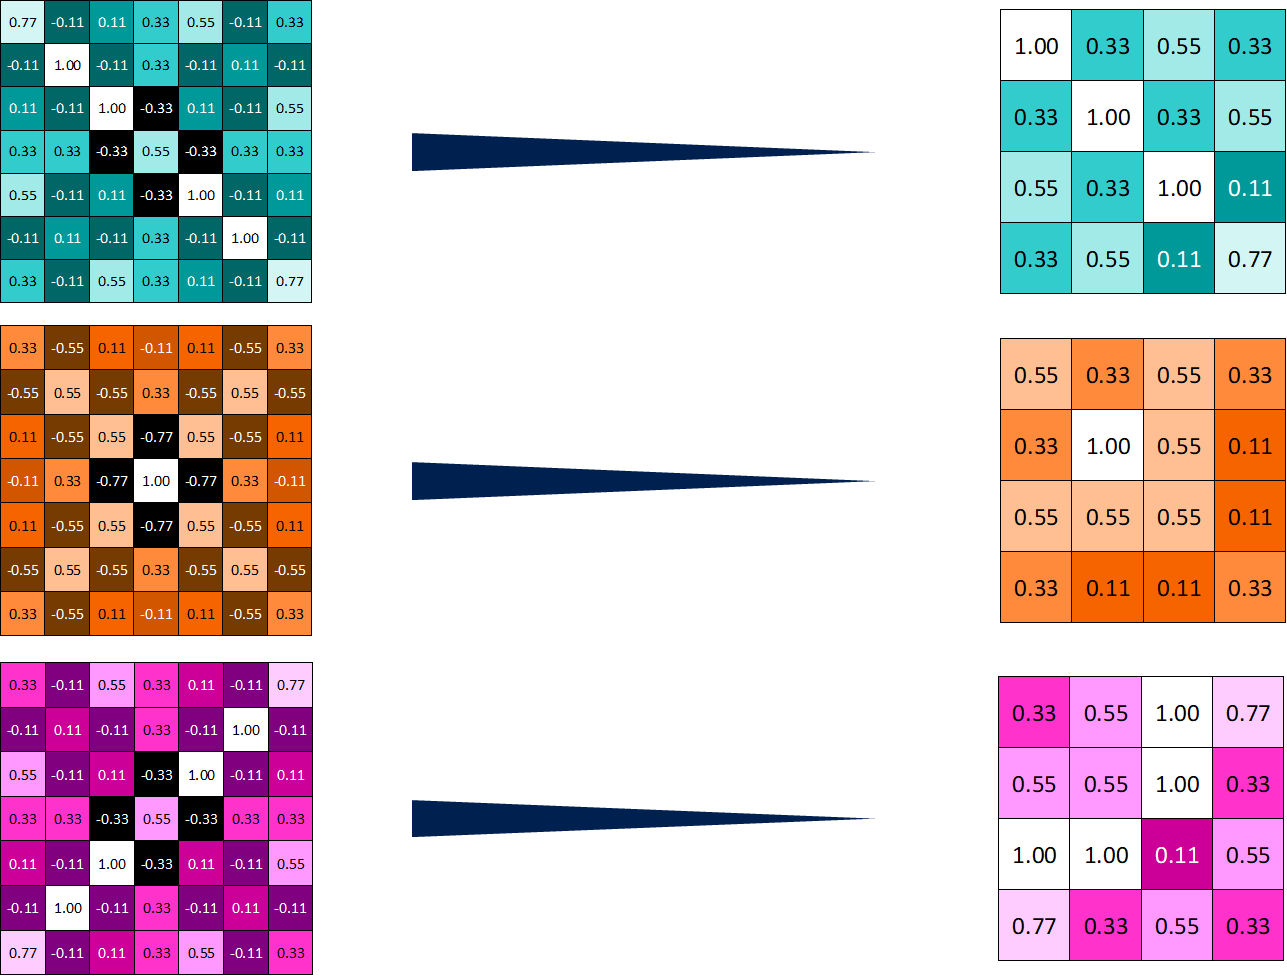 0.77 -0.11 0.11 0.33 0.55 -0.11 0.33
-0.11 1.00 -0.11 0.33 -0.11 0.11 -0.11
0.11 -0.11 1.00 -0.33 0.11 -0.11 0.55
0.33 0.33 -0.33 0.55 -0.33 0.33 0.33
0.55 -0.11 0.11 -0.33 1.00 -0.11 0.11
-0.11 0.11 -0.11 0.33 -0.11 1.00 -0.11
0.33 -0.11 0.55 0.33 0.11 -0.11 0.77
1.00 0.33 0.55 0.33
0.33 1.00 0.33 0.55
0.55 0.33 1.00 0.11
0.33 0.55 0.11 0.77
0.33 -0.55 0.11 -0.11 0.11 -0.55 0.33
-0.55 0.55 -0.55 0.33 -0.55 0.55 -0.55
0.11 -0.55 0.55 -0.77 0.55 -0.55 0.11
-0.11 0.33 -0.77 1.00 -0.77 0.33 -0.11
0.11 -0.55 0.55 -0.77 0.55 -0.55 0.11
-0.55 0.55 -0.55 0.33 -0.55 0.55 -0.55
0.33 -0.55 0.11 -0.11 0.11 -0.55 0.33
0.55 0.33 0.55 0.33
0.33 1.00 0.55 0.11
0.55 0.55 0.55 0.11
0.33 0.11 0.11 0.33
0.33 -0.11 0.55 0.33 0.11 -0.11 0.77
-0.11 0.11 -0.11 0.33 -0.11 1.00 -0.11
0.55 -0.11 0.11 -0.33 1.00 -0.11 0.11
0.33 0.33 -0.33 0.55 -0.33 0.33 0.33
0.11 -0.11 1.00 -0.33 0.11 -0.11 0.55
-0.11 1.00 -0.11 0.33 -0.11 0.11 -0.11
0.77 -0.11 0.11 0.33 0.55 -0.11 0.33
0.33 0.55 1.00 0.77
0.55 0.55 1.00 0.33
1.00 1.00 0.11 0.55
0.77 0.33 0.55 0.33